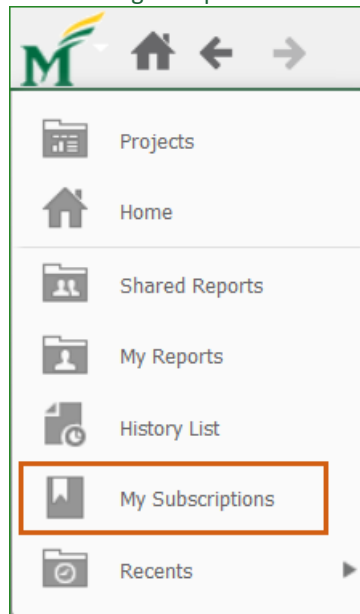 M
Projects
Home
Shared Reports
My Reports
History List
My Subscriptions
Recents